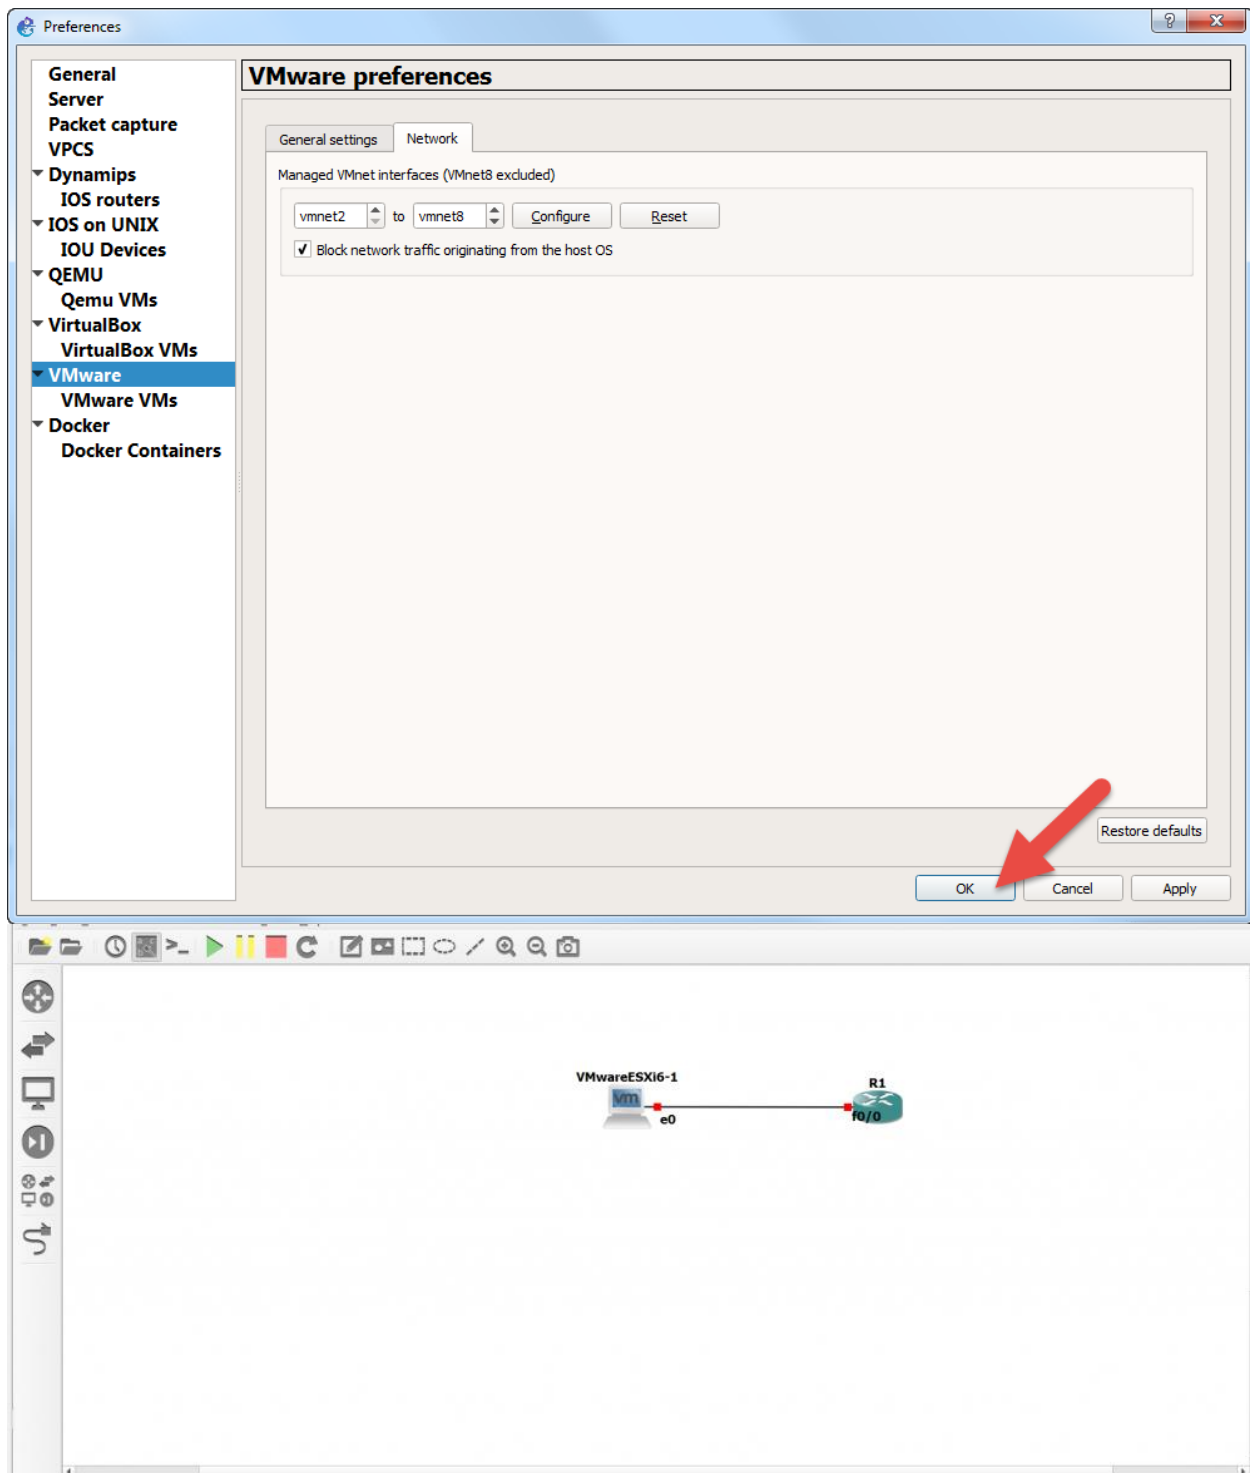 Preferences
General
Server
Packet capture
VPCS
Dynamips
IOS routers
IOS on UNIX
IOU Devices
QEMU
Qemu VMs
VirtualBox
VirtualBox VMs
VMware
VMware VMs
Docker
Docker Containers
VMware preferences
General settings Network
Managed VMnet interfaces (VMnet8 excluded)
vmnet2 to vmnet8 Configure Reset
Block network traffic originating from the host OS
Restore defaults
OK Cancel Apply
VMwareESXi6-1
vm
e0
R1
f0/0